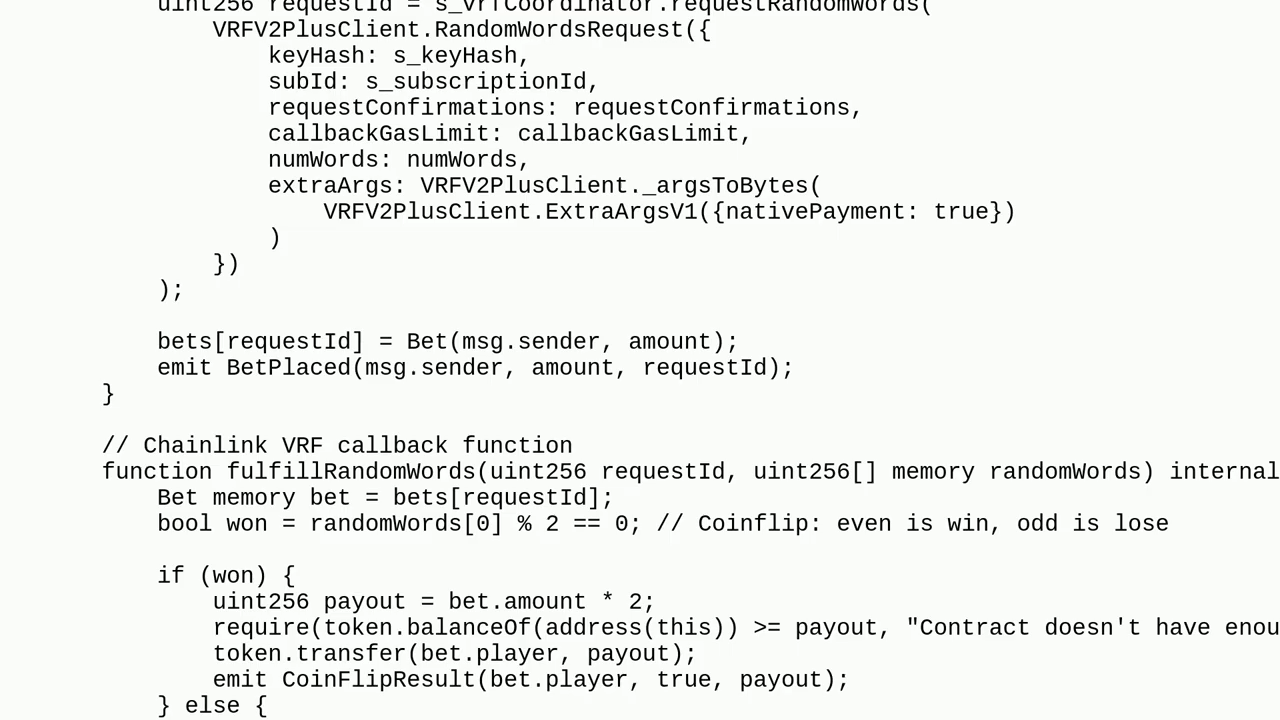 uint256 requestId = s_vrfCoordinator.requestRandomWords(
VRFV2PlusClient.RandomWordsRequest({
keyHash: s_keyHash,
subId: s_subscriptionId,
requestConfirmations: requestConfirmations,
callbackGasLimit: callbackGasLimit,
numWords: numWords,
extraArgs: VRFV2PlusClient._argsToBytes(
VRFV2PlusClient.ExtraArgsV1({nativePayment: true})
)
})
);
bets[requestId] = Bet(msg.sender, amount);
emit BetPlaced(msg.sender, amount, requestId);
}
// Chainlink VRF callback function
function fulfillRandomWords(uint256 requestId, uint256[] memory randomWords) internal
Bet memory bet = bets[requestId];
bool won = randomWords[0] % 2 == 0; // Coinflip: even is win, odd is lose
if (won) {
uint256 payout = bet.amount * 2;
require(token.balanceOf(address(this)) >= payout, "Contract doesn't have enou
token.transfer(bet.player, payout);
emit CoinFlipResult(bet.player, true, payout);
} else {